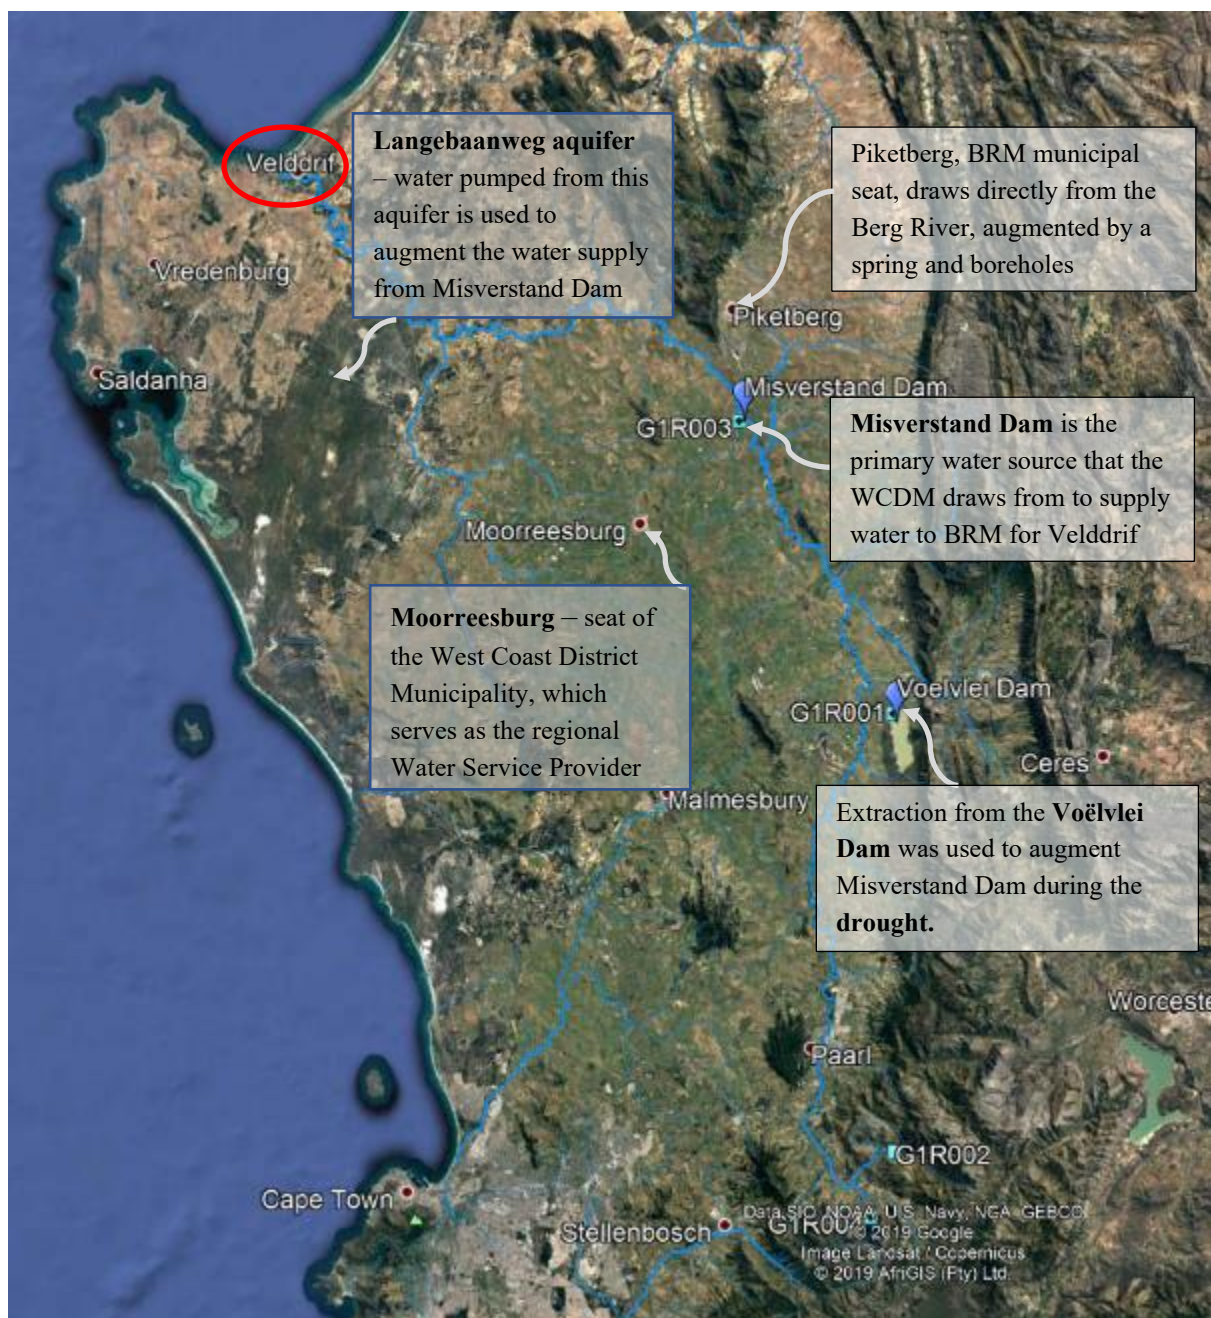 Langebaanweg aquifer
– water pumped from this
aquifer is used to
augment the water supply
from Misverstand Dam
Piketberg, BRM municipal
seat, draws directly from the
Berg River, augmented by a
spring and boreholes
Velddrif
Vredenburg
Piketberg
Saldanha
Misverstand Dam
G1R003
Misverstand Dam is the
primary water source that the
WCDM draws from to supply
water to BRM for Velddrif
Moorreesburg
Moorreesburg – seat of
the West Coast District
Municipality, which
serves as the regional
Water Service Provider
Voelvlei Dam
G1R001
Ceres
Malmesbury
Extraction from the Voëlvlei
Dam was used to augment
Misverstand Dam during the
drought.
Worceste
Paarl
G1R002
Cape Town
Stellenbosch
G1R004
Data SIO, NOAA, U.S. Navy, NGA, GEBCO
© 2019 Google
Image Landsat / Copernicus
© 2019 AfriGIS (Pty) Ltd.